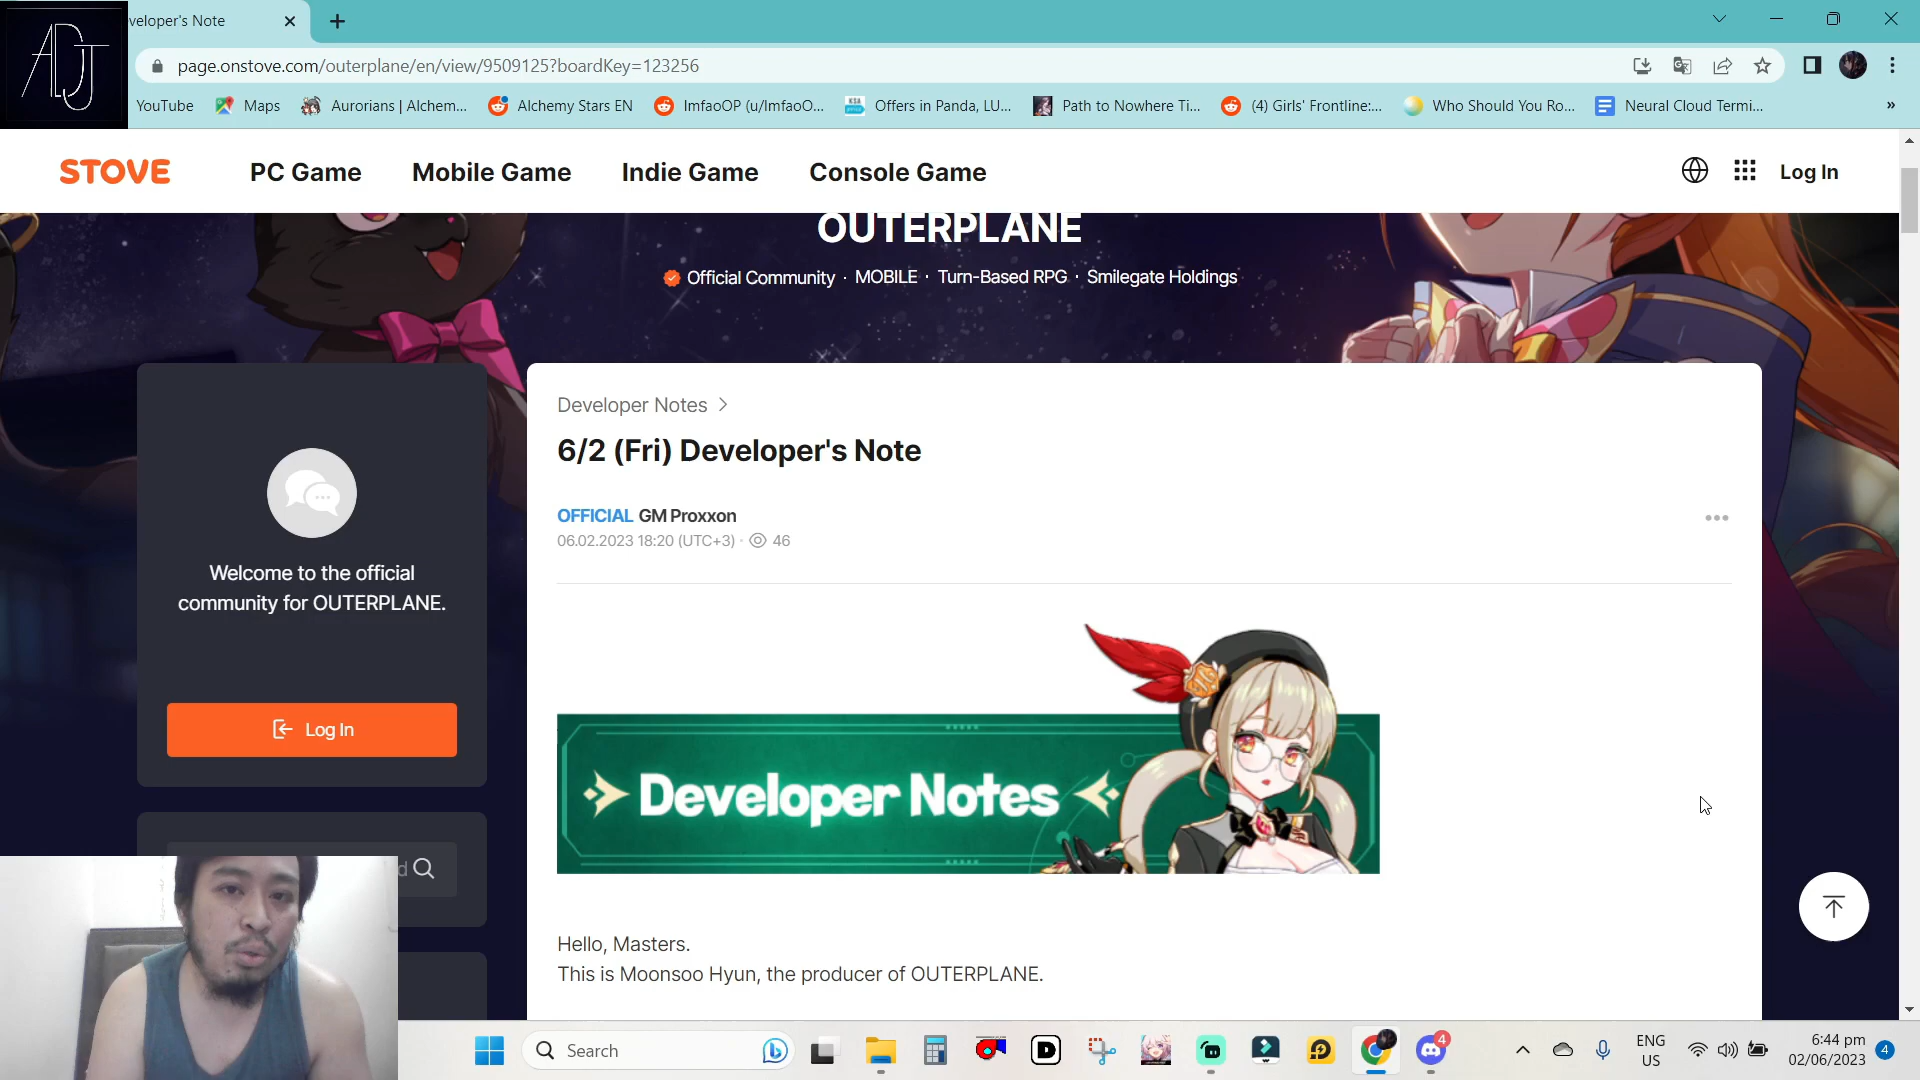 veloper's Note
page.onstove.com/outerplane/en/view/9509125?boardKey=123256
ADJ
YouTube
Maps
Aurorians | Alchem...
Alchemy Stars EN
lmfaoOP (u/lmfaoO...
Offers in Panda, LU...
Path to Nowhere Ti...
(4) Girls' Frontline:...
Who Should You Ro...
Neural Cloud Termi...
»
STOVE
PC Game
Mobile Game
Indie Game
Console Game
Log In
OUTERPLANE
Official Community · MOBILE · Turn-Based RPG · Smilegate Holdings
Developer Notes >
6/2 (Fri) Developer's Note
OFFICIAL GM Proxxon
06.02.2023 18:20 (UTC+3) · 46
Welcome to the official
community for OUTERPLANE.
Log In
Developer Notes
d
Hello, Masters.
This is Moonsoo Hyun, the producer of OUTERPLANE.
Search
4
ENG
US
6:44 pm
02/06/2023
4